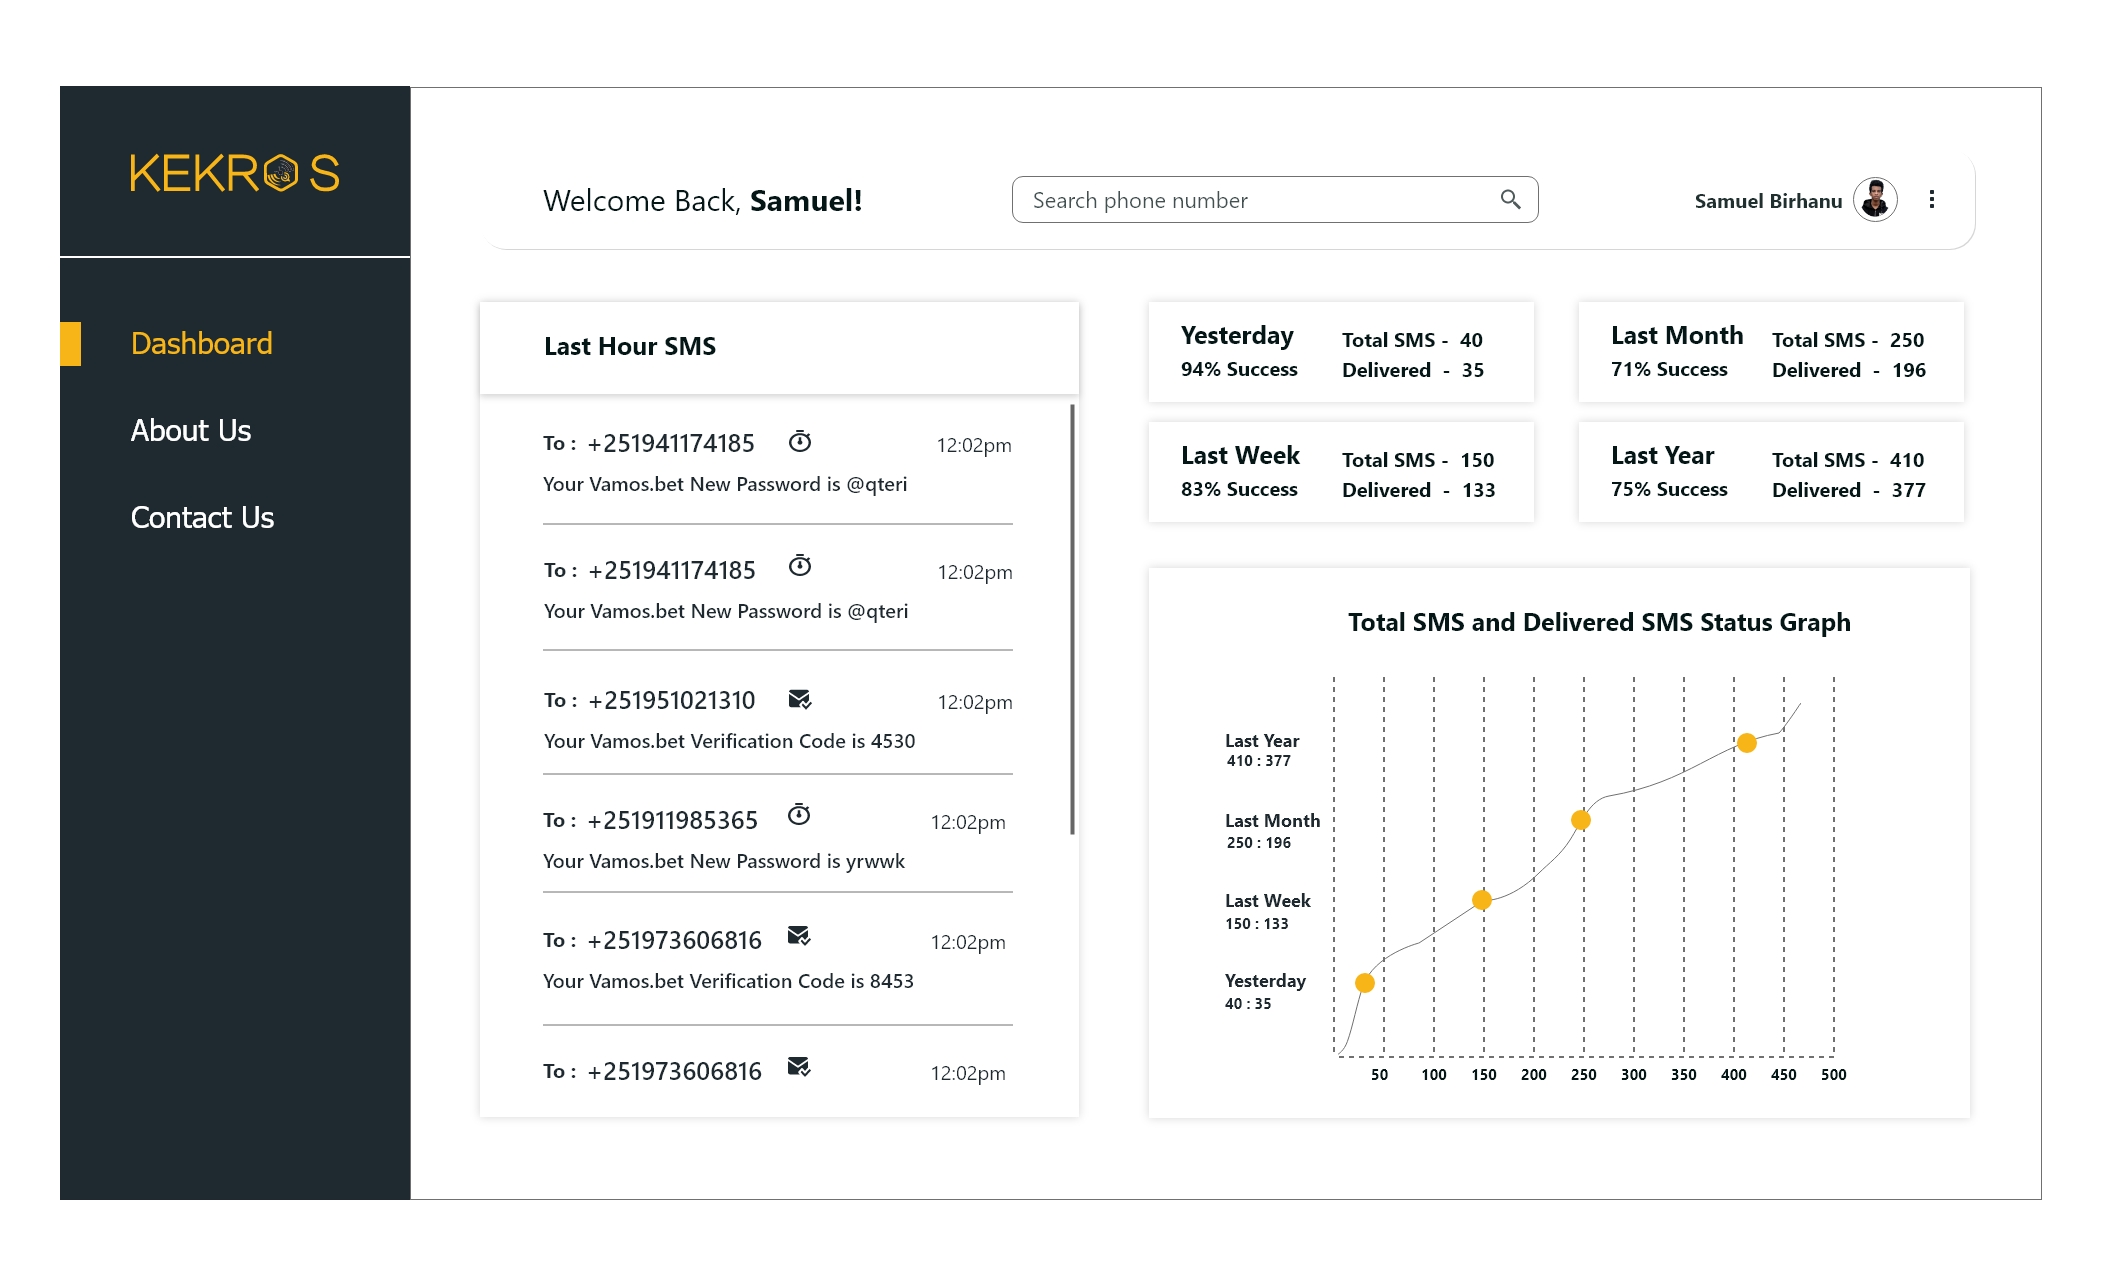 KEKROS
Dashboard
About Us
Contact Us
Welcome Back, Samuel!
Search phone number
Samuel Birhanu
Last Hour SMS
To : +251941174185 12:02pm
Your Vamos.bet New Password is @qteri
To : +251941174185 12:02pm
Your Vamos.bet New Password is @qteri
To : +251951021310 12:02pm
Your Vamos.bet Verification Code is 4530
To : +251911985365 12:02pm
Your Vamos.bet New Password is yrwwk
To : +251973606816 12:02pm
Your Vamos.bet Verification Code is 8453
To : +251973606816 12:02pm
Yesterday Total SMS - 40
94% Success Delivered - 35
Last Month Total SMS - 250
71% Success Delivered - 196
Last Week Total SMS - 150
83% Success Delivered - 133
Last Year Total SMS - 410
75% Success Delivered - 377
Total SMS and Delivered SMS Status Graph
Last Year
410 : 377
Last Month
250 : 196
Last Week
150 : 133
Yesterday
40 : 35
50 100 150 200 250 300 350 400 450 500